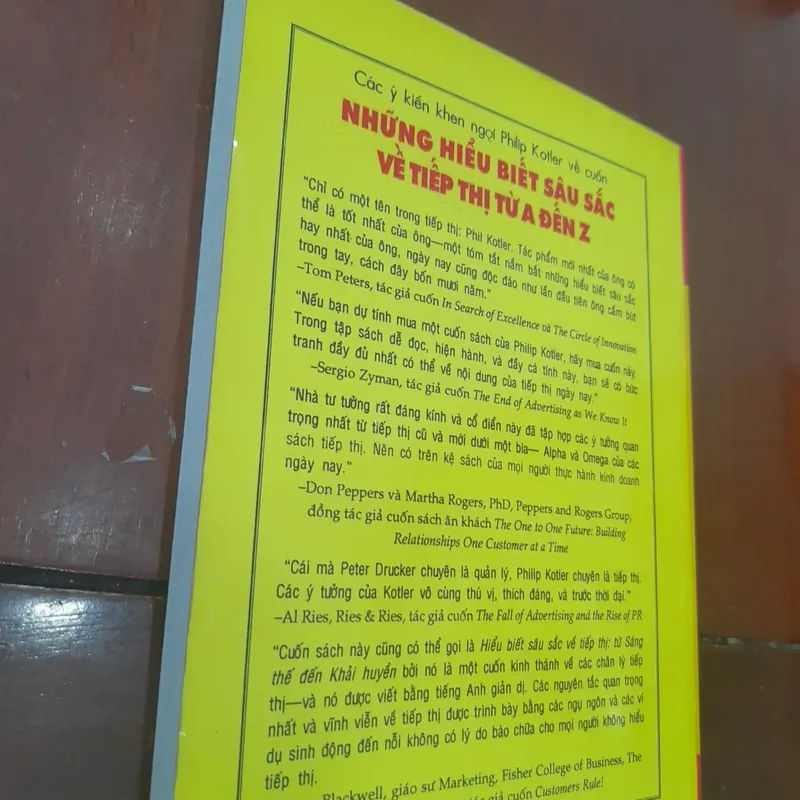 Các ý kiến khen ngợi Philip Kotler về cuốn
NHỮNG HIỂU BIẾT SÂU SẮC
VỀ TIẾP THỊ TỪ A ĐẾN Z
“Chỉ có một tên trong tiếp thị: Phil Kotler. Tác phẩm mới nhất của ông có
thể là tốt nhất của ông—một tóm tắt nắm bắt những hiểu biết sâu sắc
hay nhất của ông, ngày nay cũng độc đáo như lần đầu tiên ông cầm bút
trong tay, cách đây bốn mươi năm.”
–Tom Peters, tác giả cuốn In Search of Excellence và The Circle of Innovation
“Nếu bạn dự tính mua một cuốn sách của Philip Kotler, hãy mua cuốn này.
Trong tập sách dễ đọc, hiện hành, và đầy cá tính này, bạn sẽ có bức
tranh đầy đủ nhất có thể về nội dung của tiếp thị ngày nay.”
–Sergio Zyman, tác giả cuốn The End of Advertising as We Know It
“Nhà tư tưởng rất đáng kính và cổ điển này đã tập hợp các ý tưởng quan
trọng nhất từ tiếp thị cũ và mới dưới một bìa— Alpha và Omega của các
sách tiếp thị. Nên có trên kệ sách của mọi người thực hành kinh doanh
ngày nay.”
–Don Peppers và Martha Rogers, PhD, Peppers and Rogers Group,
đồng tác giả cuốn sách ăn khách The One to One Future: Building
Relationships One Customer at a Time
“Cái mà Peter Drucker chuyên là quản lý, Philip Kotler chuyên là tiếp thị.
Các ý tưởng của Kotler vô cùng thú vị, thích đáng, và trước thời đại.”
–Al Ries, Ries & Ries, tác giả cuốn The Fall of Advertising and the Rise of PR
“Cuốn sách này cũng có thể gọi là Hiểu biết sâu sắc về tiếp thị: từ Sáng
thế đến Khải huyền bởi nó là một cuốn kinh thánh về các chân lý tiếp
thị—và nó được viết bằng tiếng Anh giản dị. Các nguyên tắc quan trọng
nhất và vĩnh viễn về tiếp thị được trình bày bằng các ngụ ngôn và các ví
dụ sinh động đến nỗi không có lý do bào chữa cho mọi người không hiểu
tiếp thị.
Blackwell, giáo sư Marketing, Fisher College of Business, The
tác giả cuốn Customers Rule!